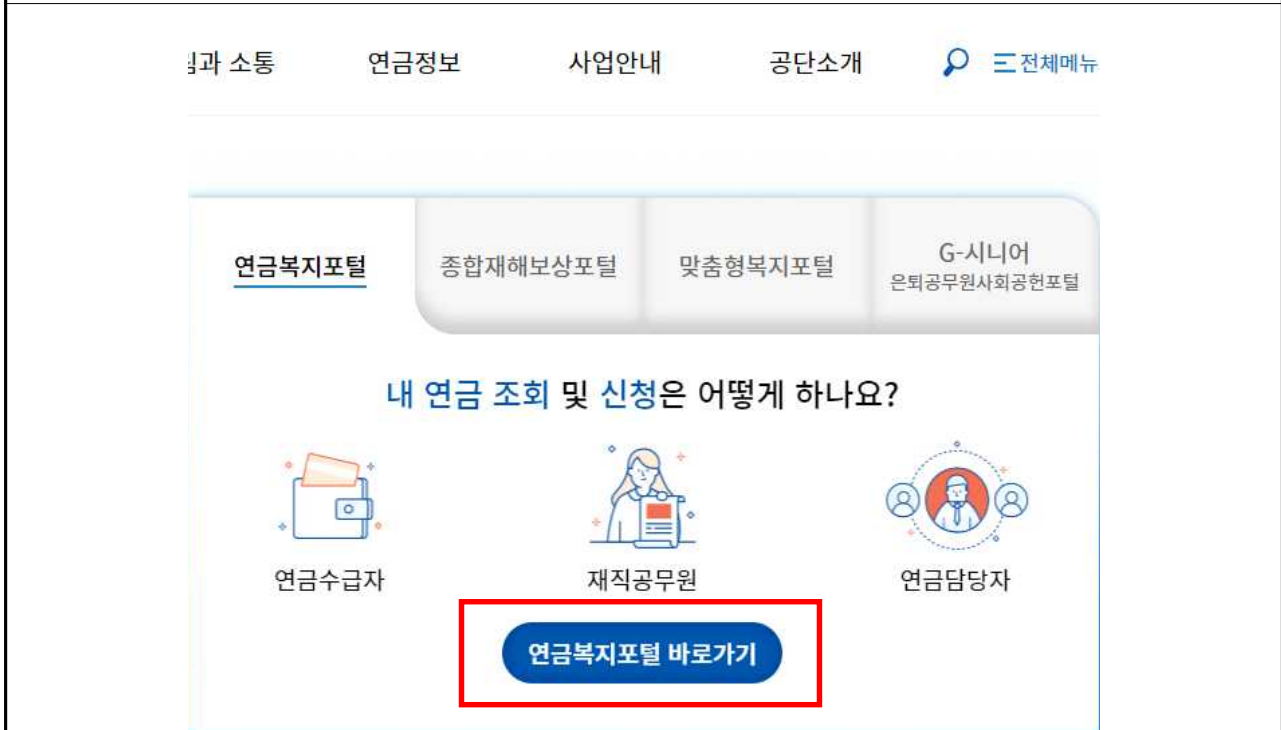 림과 소통 연금정보 사업안내 공단소개 전체메뉴
연금복지포털 종합재해보상포털 맞춤형복지포털 G-시니어
은퇴공무원사회공헌포털
내 연금 조회 및 신청은 어떻게 하나요?
연금수급자 재직공무원 연금담당자
연금복지포털 바로가기